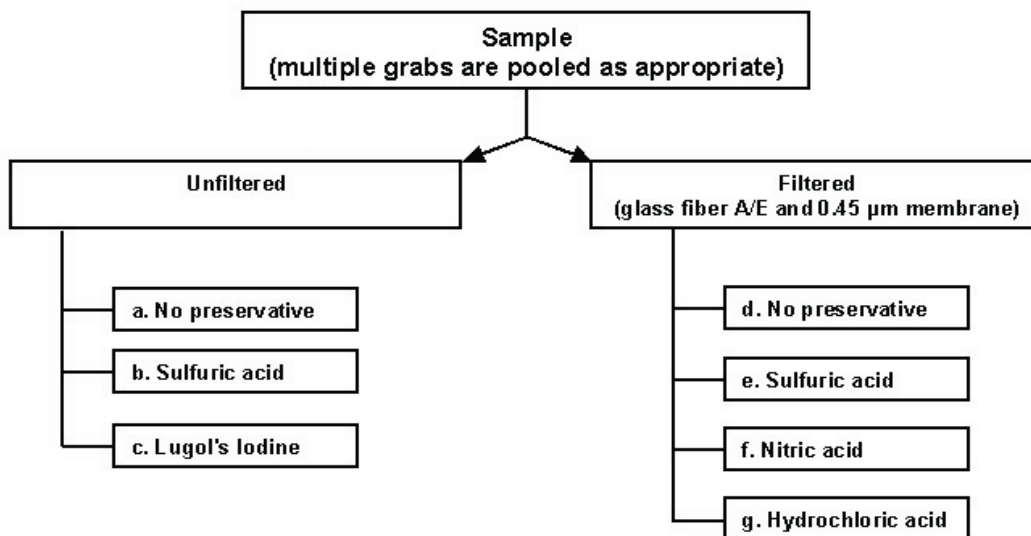 Sample
(multiple grabs are pooled as appropriate)
Unfiltered
Filtered
(glass fiber A/E and 0.45 µm membrane)
a. No preservative
b. Sulfuric acid
c. Lugol's Iodine
d. No preservative
e. Sulfuric acid
f. Nitric acid
g. Hydrochloric acid